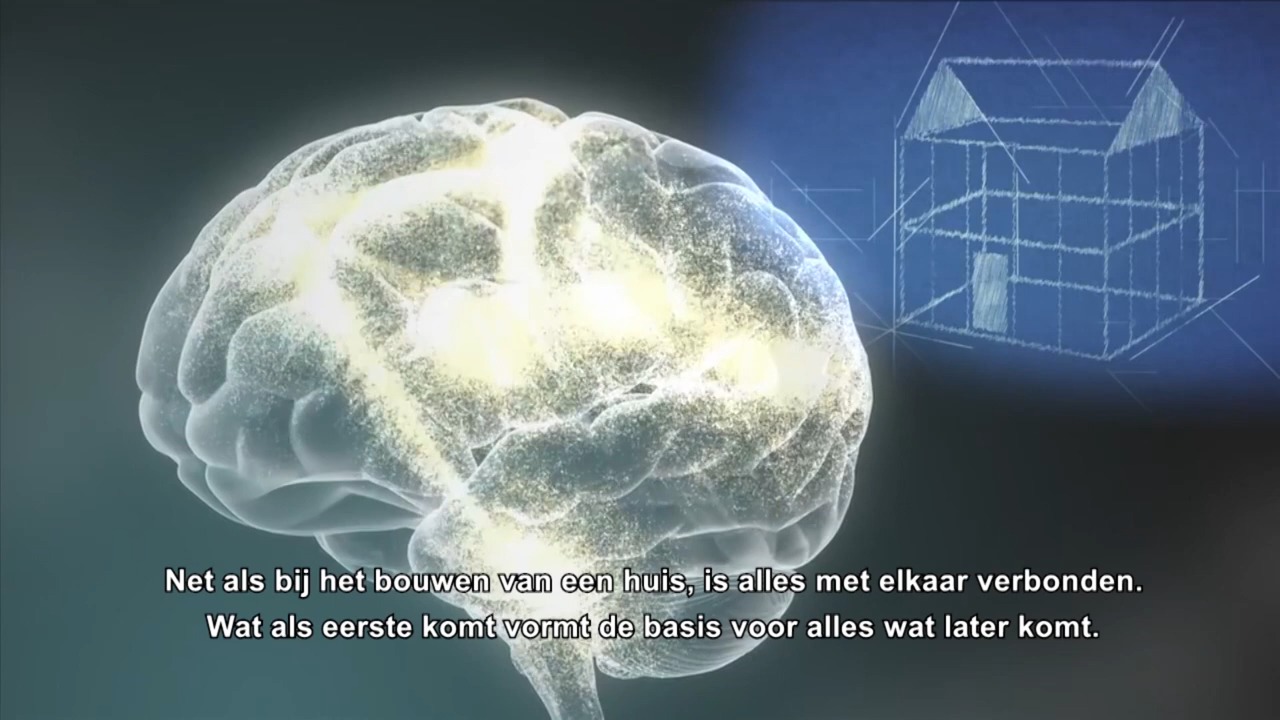 Net als bij het bouwen van een huis, is alles met elkaar verbonden.
Wat als eerste komt vormt de basis voor alles wat later komt.